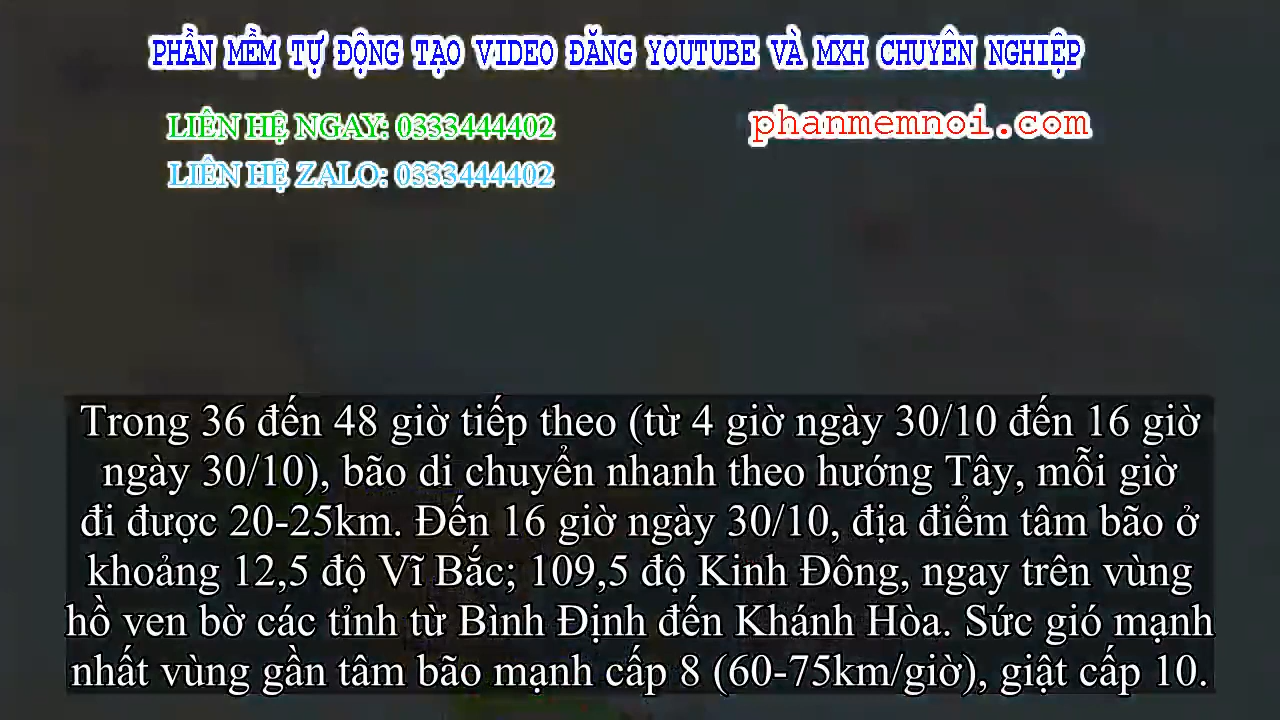 PHẦN MỀM TỰ ĐỘNG TẠO VIDEO ĐĂNG YOUTUBE VÀ MXH CHUYÊN NGHIỆP
LIÊN HỆ NGAY: 0333444402
phanmemnoi.com
LIÊN HỆ ZALO: 0333444402
Trong 36 đến 48 giờ tiếp theo (từ 4 giờ ngày 30/10 đến 16 giờ
ngày 30/10), bão di chuyển nhanh theo hướng Tây, mỗi giờ
đi được 20-25km. Đến 16 giờ ngày 30/10, địa điểm tâm bão ở
khoảng 12,5 độ Vĩ Bắc; 109,5 độ Kinh Đông, ngay trên vùng
hồ ven bờ các tỉnh từ Bình Định đến Khánh Hòa. Sức gió mạnh
nhất vùng gần tâm bão mạnh cấp 8 (60-75km/giờ), giật cấp 10.